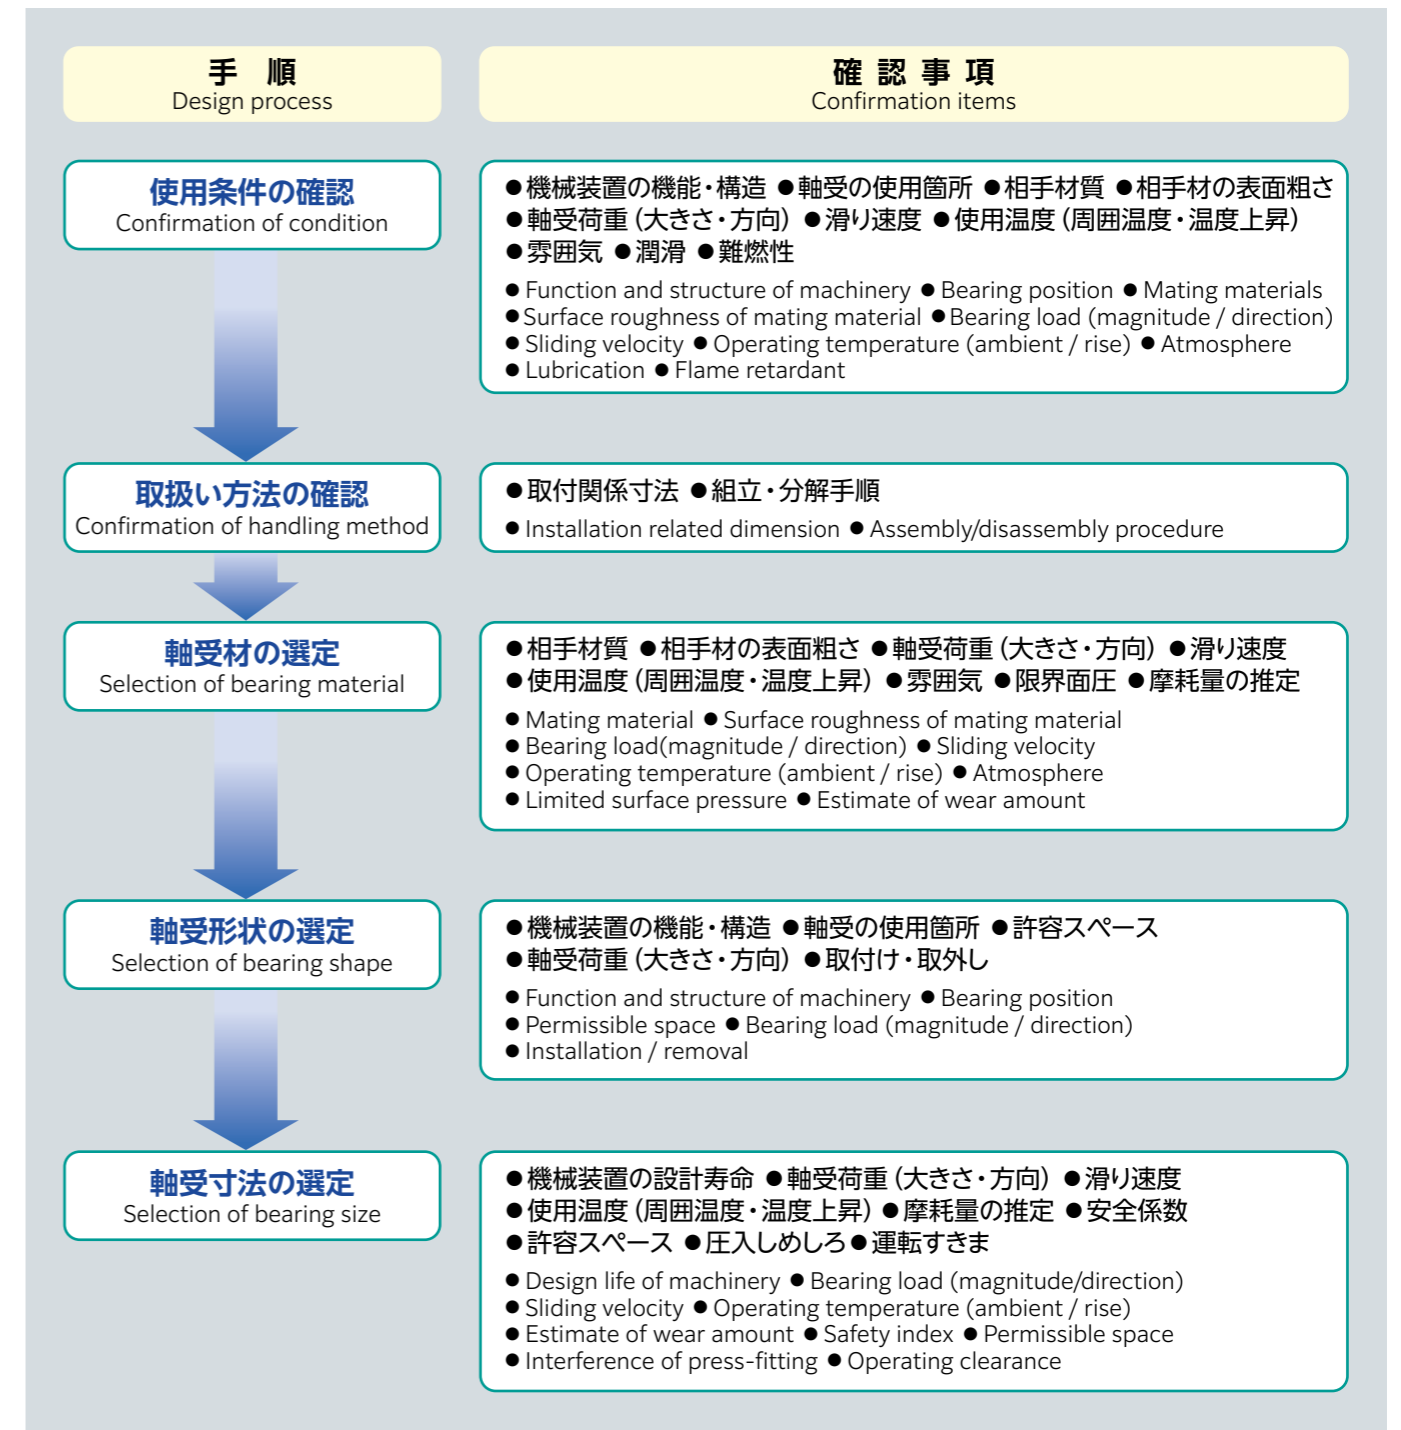 手 順
Design process
確 認 事 項
Confirmation items
使用条件の確認
Confirmation of condition
●機械装置の機能・構造 ●軸受の使用箇所 ●相手材質 ●相手材の表面粗さ
●軸受荷重（大きさ・方向） ●滑り速度 ●使用温度（周囲温度・温度上昇）
●雰囲気 ●潤滑 ●難燃性
● Function and structure of machinery ● Bearing position ● Mating materials
● Surface roughness of mating material ● Bearing load (magnitude / direction)
● Sliding velocity ● Operating temperature (ambient / rise) ● Atmosphere
● Lubrication ● Flame retardant
取扱い方法の確認
Confirmation of handling method
●取付関係寸法 ●組立・分解手順
● Installation related dimension ● Assembly/disassembly procedure
軸受材の選定
Selection of bearing material
●相手材質 ●相手材の表面粗さ ●軸受荷重（大きさ・方向） ●滑り速度
●使用温度（周囲温度・温度上昇） ●雰囲気 ●限界面圧 ●摩耗量の推定
● Mating material ● Surface roughness of mating material
● Bearing load(magnitude / direction) ● Sliding velocity
● Operating temperature (ambient / rise) ● Atmosphere
● Limited surface pressure ● Estimate of wear amount
軸受形状の選定
Selection of bearing shape
●機械装置の機能・構造 ●軸受の使用箇所 ●許容スペース
●軸受荷重（大きさ・方向） ●取付け・取外し
● Function and structure of machinery ● Bearing position
● Permissible space ● Bearing load (magnitude / direction)
● Installation / removal
軸受寸法の選定
Selection of bearing size
●機械装置の設計寿命 ●軸受荷重（大きさ・方向） ●滑り速度
●使用温度（周囲温度・温度上昇） ●摩耗量の推定 ●安全係数
●許容スペース ●圧入しめしろ ●運転すきま
● Design life of machinery ● Bearing load (magnitude/direction)
● Sliding velocity ● Operating temperature (ambient / rise)
● Estimate of wear amount ● Safety index ● Permissible space
● Interference of press-fitting ● Operating clearance